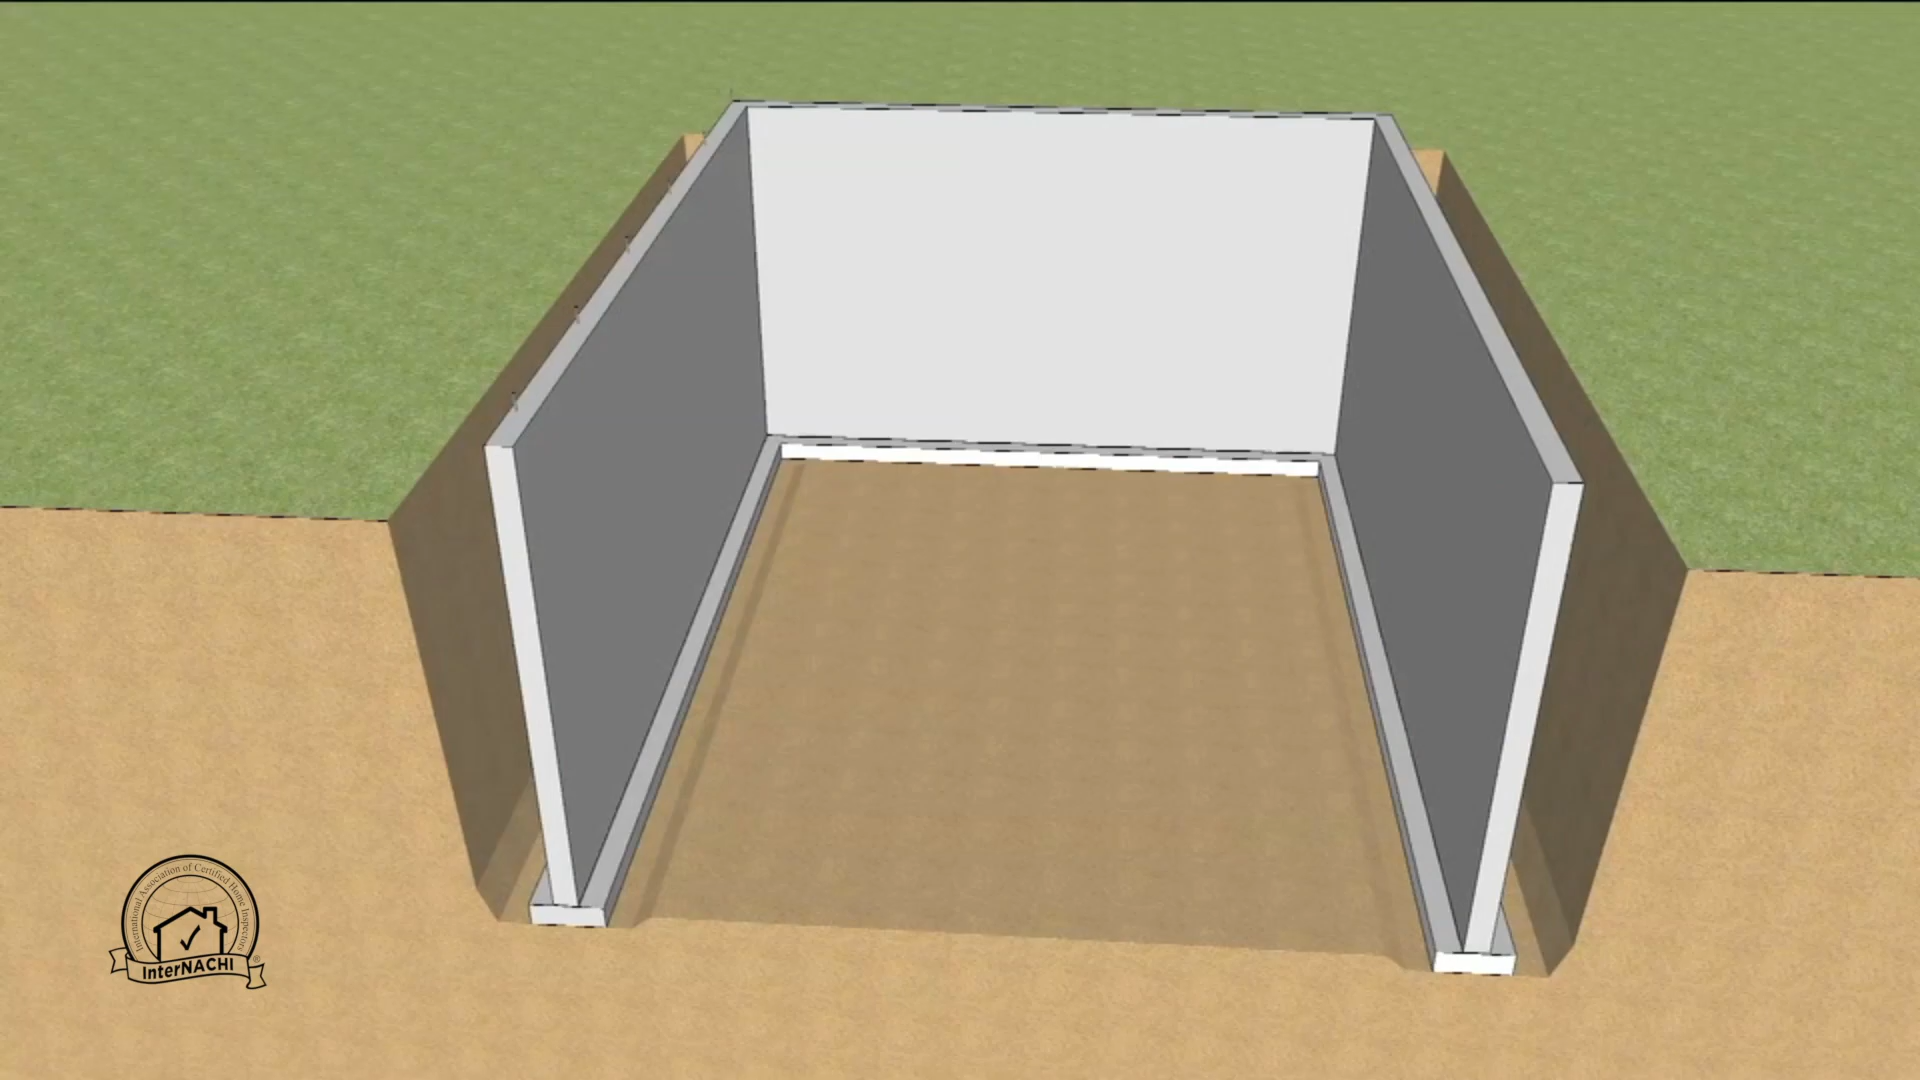 International Association of Certified Home Inspectors
InterNACHI
®